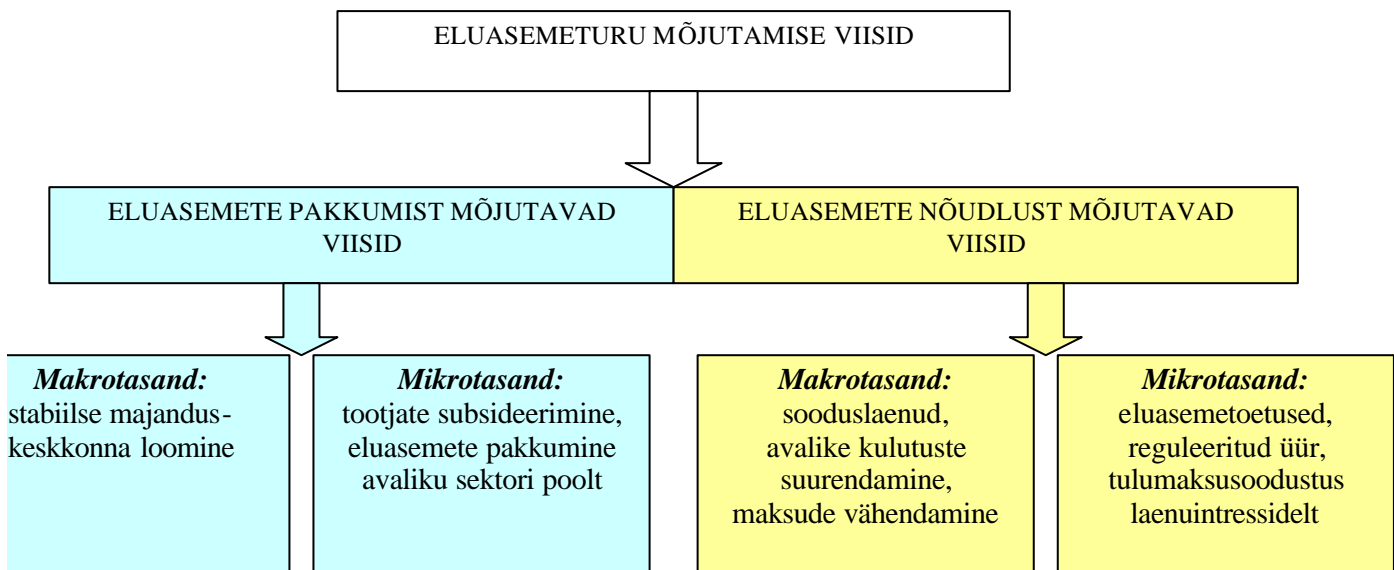 ELUASEMETURU MÕJUTAMISE VIISID
ELUASEMETE PAKKUMIST MÕJUTAVAD
VIISID
ELUASEMETE NÕUDLUST MÕJUTAVAD
VIISID
Makrotasand:
stabiilse majandus-
keskkonna loomine
Mikrotasand:
tootjate subsideerimine,
eluasemete pakkumine
avaliku sektori poolt
Makrotasand:
sooduslaenud,
avalike kulutuste
suurendamine,
maksude vähendamine
Mikrotasand:
eluasemetoetused,
reguleeritud üür,
tulumaksusoodustus
laenuintressidelt